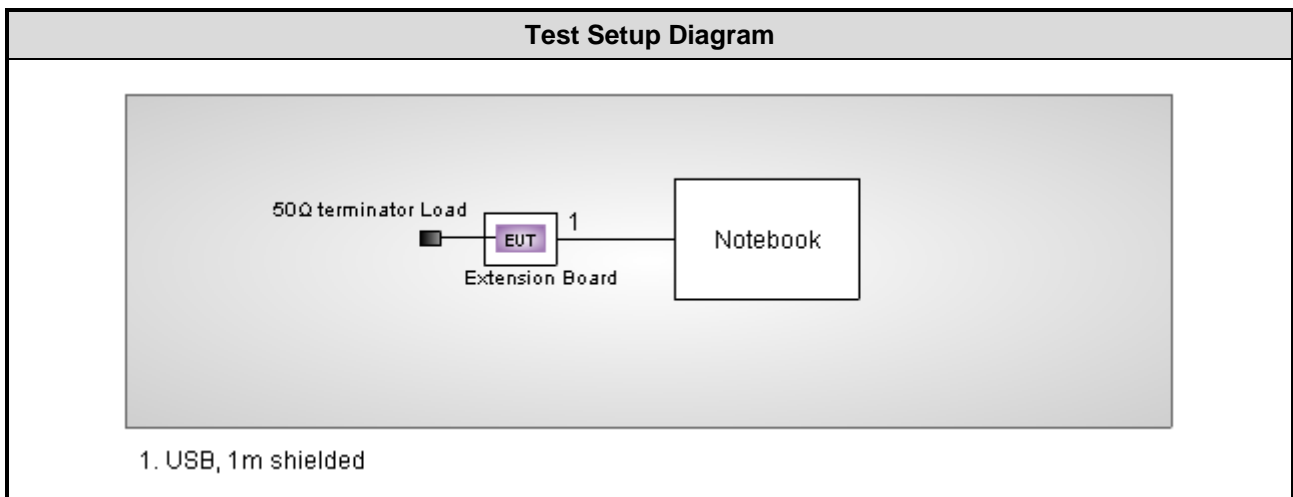 Test Setup Diagram
50Ω terminator Load
1
EUT
Notebook
Extension Board
1. USB, 1m shielded